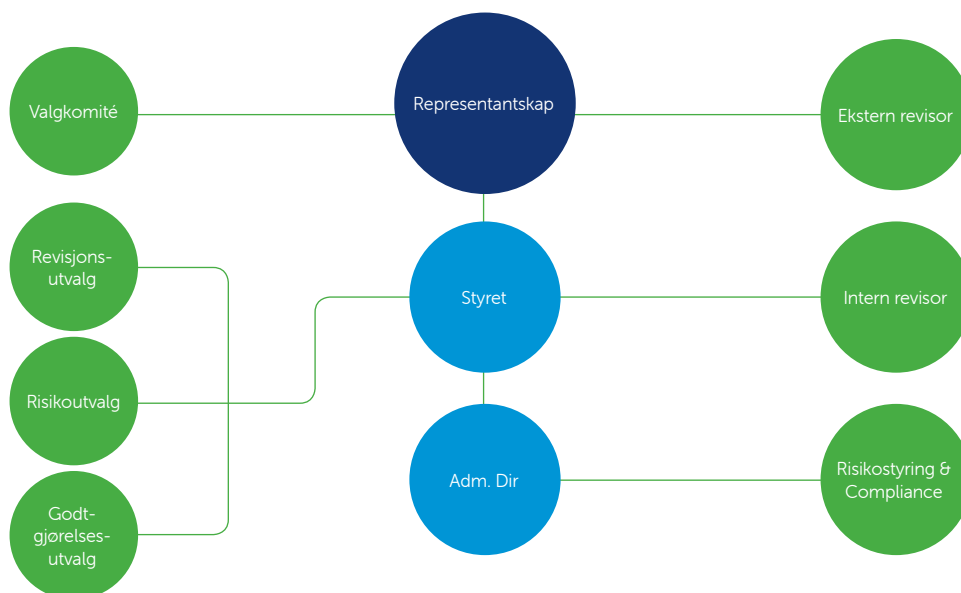 Valgkomité
Representantskap
Ekstern revisor
Revisjons-
utvalg
Styret
Intern revisor
Risikoutvalg
Adm. Dir
Risikostyring &
Compliance
Godt-
gjørelses-
utvalg